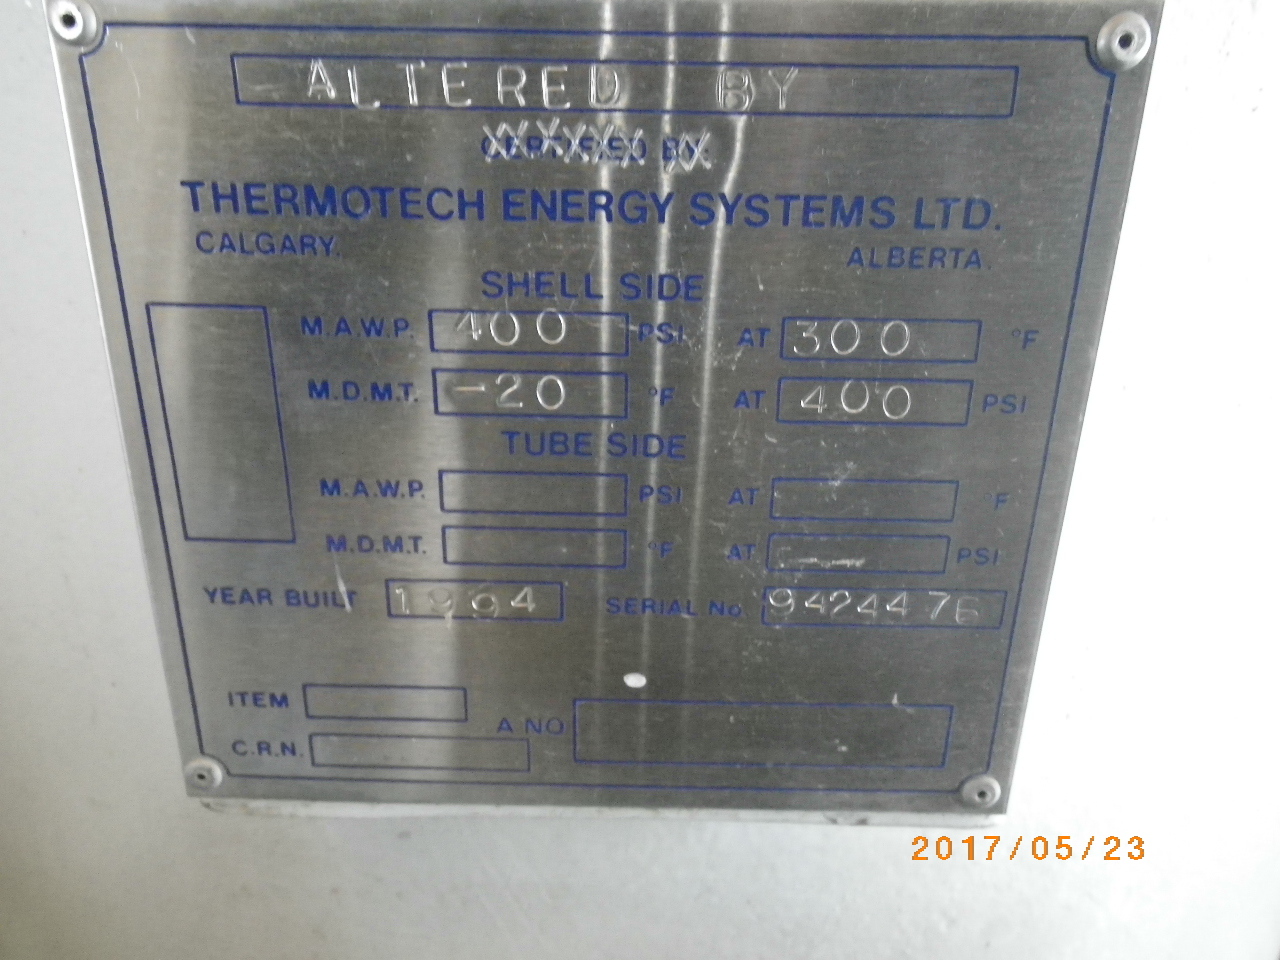 ALTERED BY
CERTIFIED BY
THERMOTECH ENERGY SYSTEMS LTD.
CALGARY. ALBERTA.
SHELL SIDE
M.A.W.P. 400 PSI AT 300 °F
M.D.M.T. -20 °F AT 400 PSI
TUBE SIDE
M.A.W.P. PSI AT °F
M.D.M.T. °F AT PSI
YEAR BUILT 1994 SERIAL No 9424476
ITEM
A NO
C.R.N.
2017/05/23